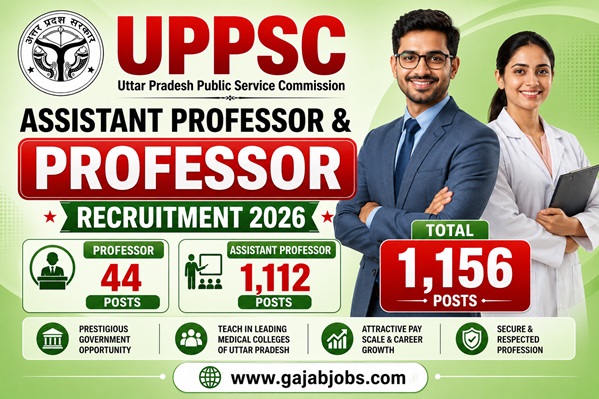 उत्तर प्रदेश सरकार
UPPSC
Uttar Pradesh Public Service Commission
ASSISTANT PROFESSOR &
PROFESSOR
RECRUITMENT 2026
PROFESSOR
44
POSTS
ASSISTANT PROFESSOR
1,112
POSTS
TOTAL
1,156
POSTS
PRESTIGIOUS
GOVERNMENT
OPPORTUNITY
TEACH IN LEADING
MEDICAL COLLEGES
OF UTTAR PRADESH
ATTRACTIVE PAY
SCALE & CAREER
GROWTH
SECURE &
RESPECTED
PROFESSION
www.gajabjobs.com